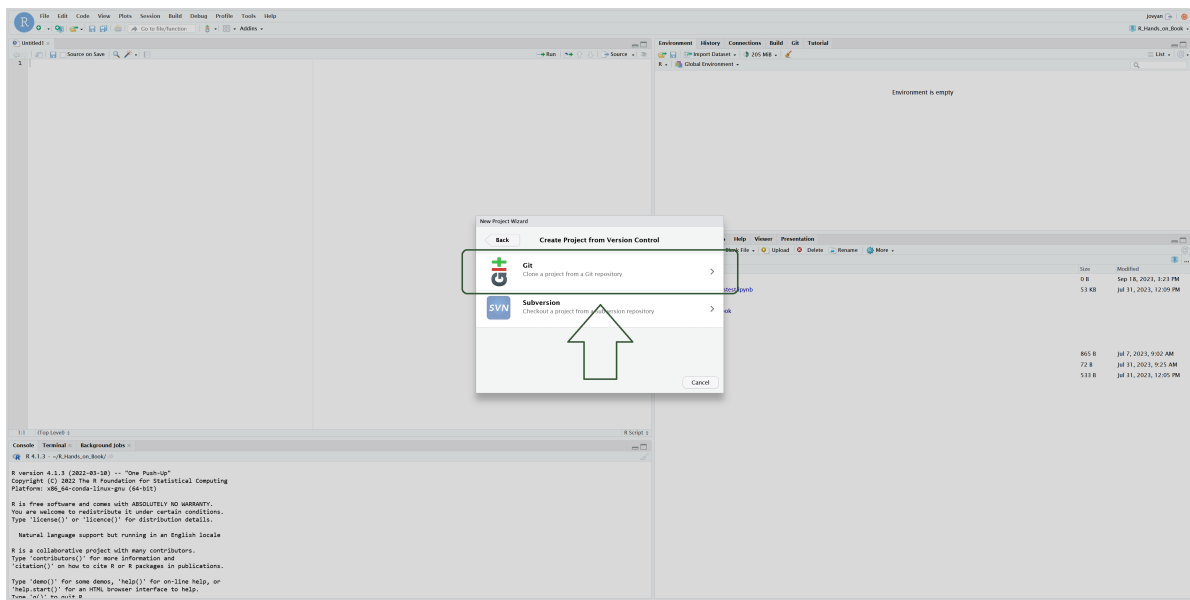 File Edit Code View Plots Session Build Debug Profile Tools Help
jovyan
Go to file/function Addins
R_Hands_on_Book
Untitled1
Source on Save Run Source
1
1:1 (Top Level) R Script
Console Terminal Background Jobs
R 4.1.3 · ~/R_Hands_on_Book/
R version 4.1.3 (2022-03-10) -- "One Push-Up"
Copyright (C) 2022 The R Foundation for Statistical Computing
Platform: x86_64-conda-linux-gnu (64-bit)
R is free software and comes with ABSOLUTELY NO WARRANTY.
You are welcome to redistribute it under certain conditions.
Type 'license()' or 'licence()' for distribution details.
Natural language support but running in an English locale
R is a collaborative project with many contributors.
Type 'contributors()' for more information and
'citation()' on how to cite R or R packages in publications.
Type 'demo()' for some demos, 'help()' for on-line help, or
'help.start()' for an HTML browser interface to help.
Type 'q()' to quit R.
Environment History Connections Build Git Tutorial
Import Dataset 205 MiB List
R Global Environment
Environment is empty
New Project Wizard
Back Create Project from Version Control
Git
Clone a project from a Git repository
SVN Subversion
Checkout a project from a Subversion repository
Cancel
Help Viewer Presentation
File Upload Delete Rename More
Size Modified
0 B Sep 18, 2023, 3:23 PM
53 KB Jul 31, 2023, 12:09 PM
865 B Jul 7, 2023, 9:02 AM
72 B Jul 31, 2023, 9:25 AM
533 B Jul 31, 2023, 12:05 PM